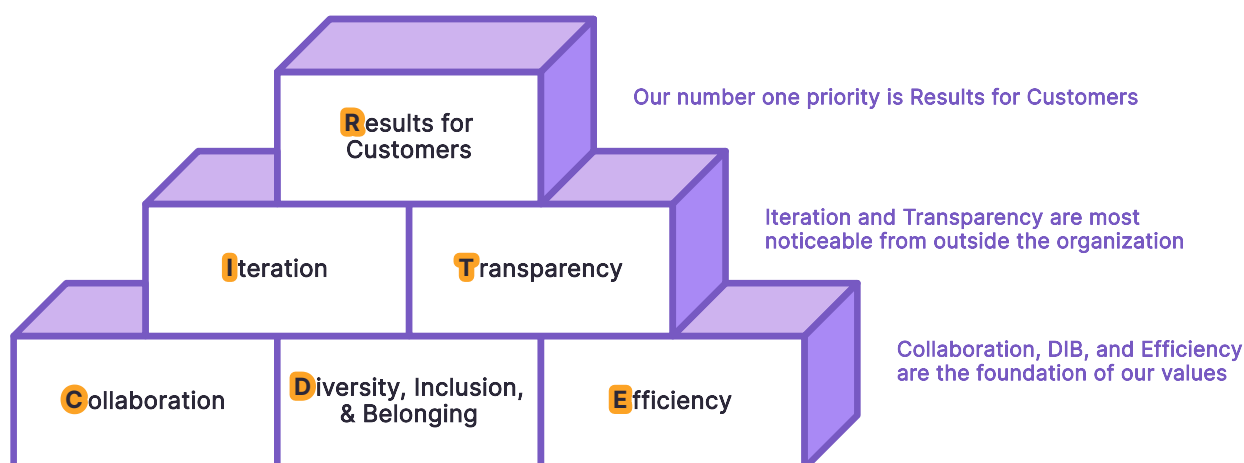 Results for
Customers
Our number one priority is Results for Customers
Iteration
Transparency
Iteration and Transparency are most
noticeable from outside the organization
Collaboration
Diversity, Inclusion,
& Belonging
Efficiency
Collaboration, DIB, and Efficiency
are the foundation of our values